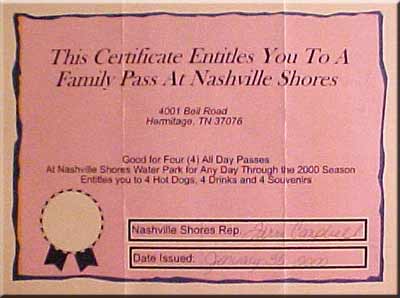 This Certificate Entitles You To A
Family Pass At Nashville Shores
4001 Bell Road
Hermitage, TN 37076
Good for Four (4) All Day Passes
At Nashville Shores Water Park for Any Day Through the 2000 Season
Entitles you to 4 Hot Dogs, 4 Drinks and 4 Souvenirs
Nashville Shores Rep.
Date Issued: January